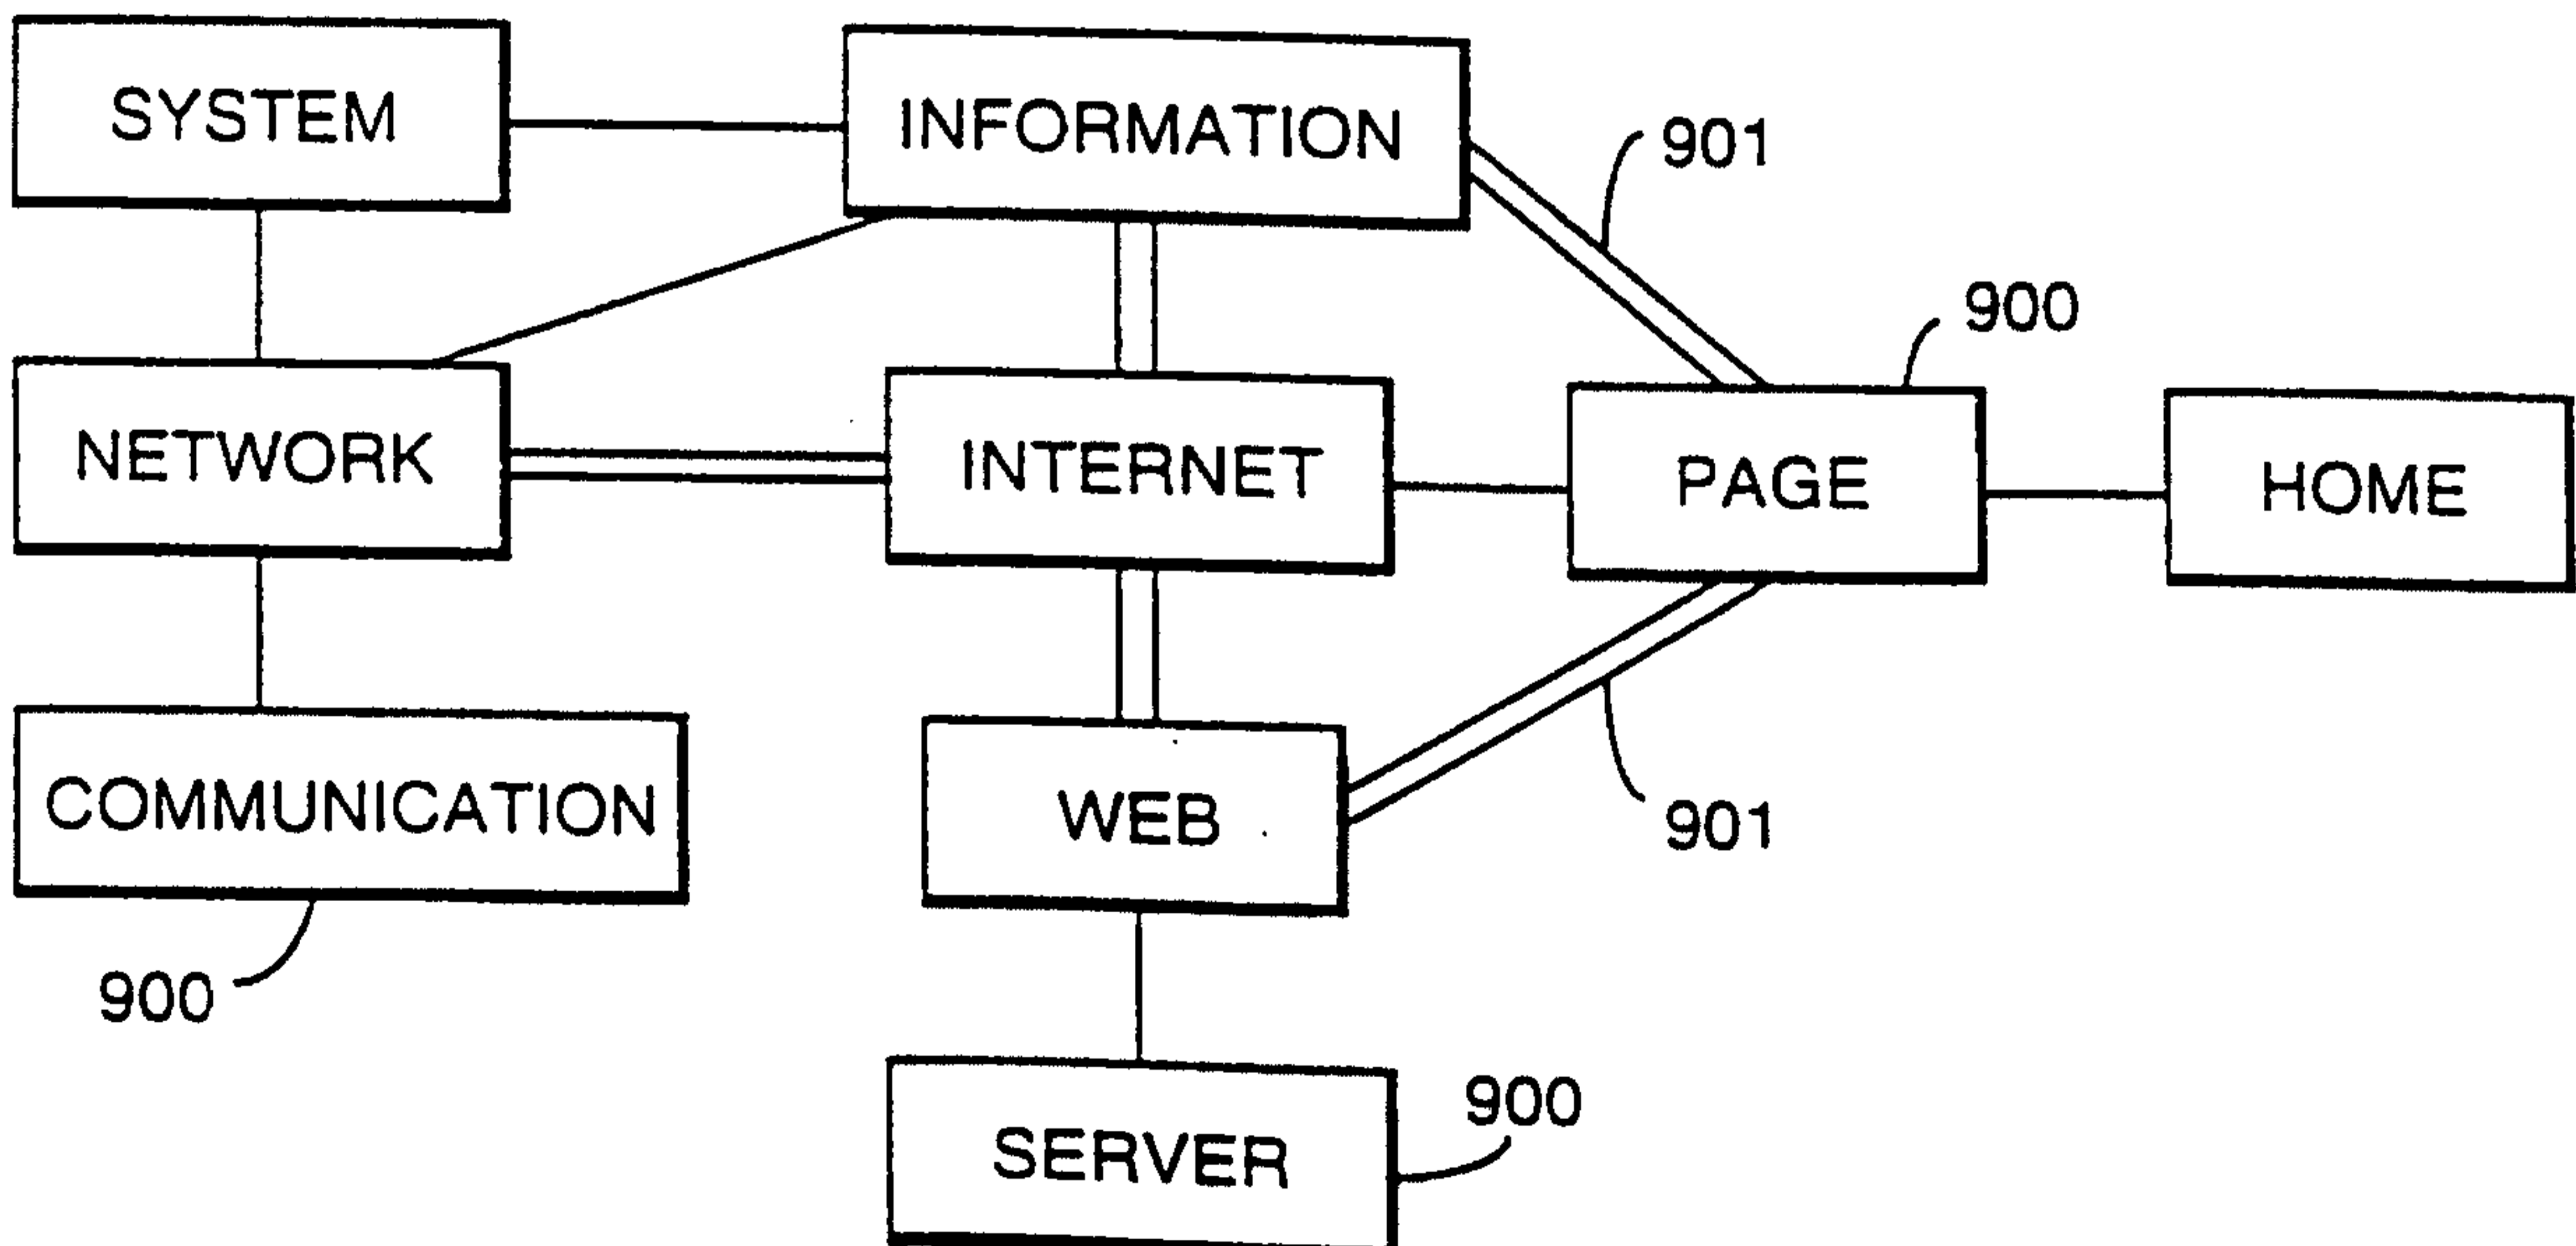 SYSTEM
INFORMATION
901
900
NETWORK
INTERNET
PAGE
HOME
COMMUNICATION
WEB
901
900
SERVER
900